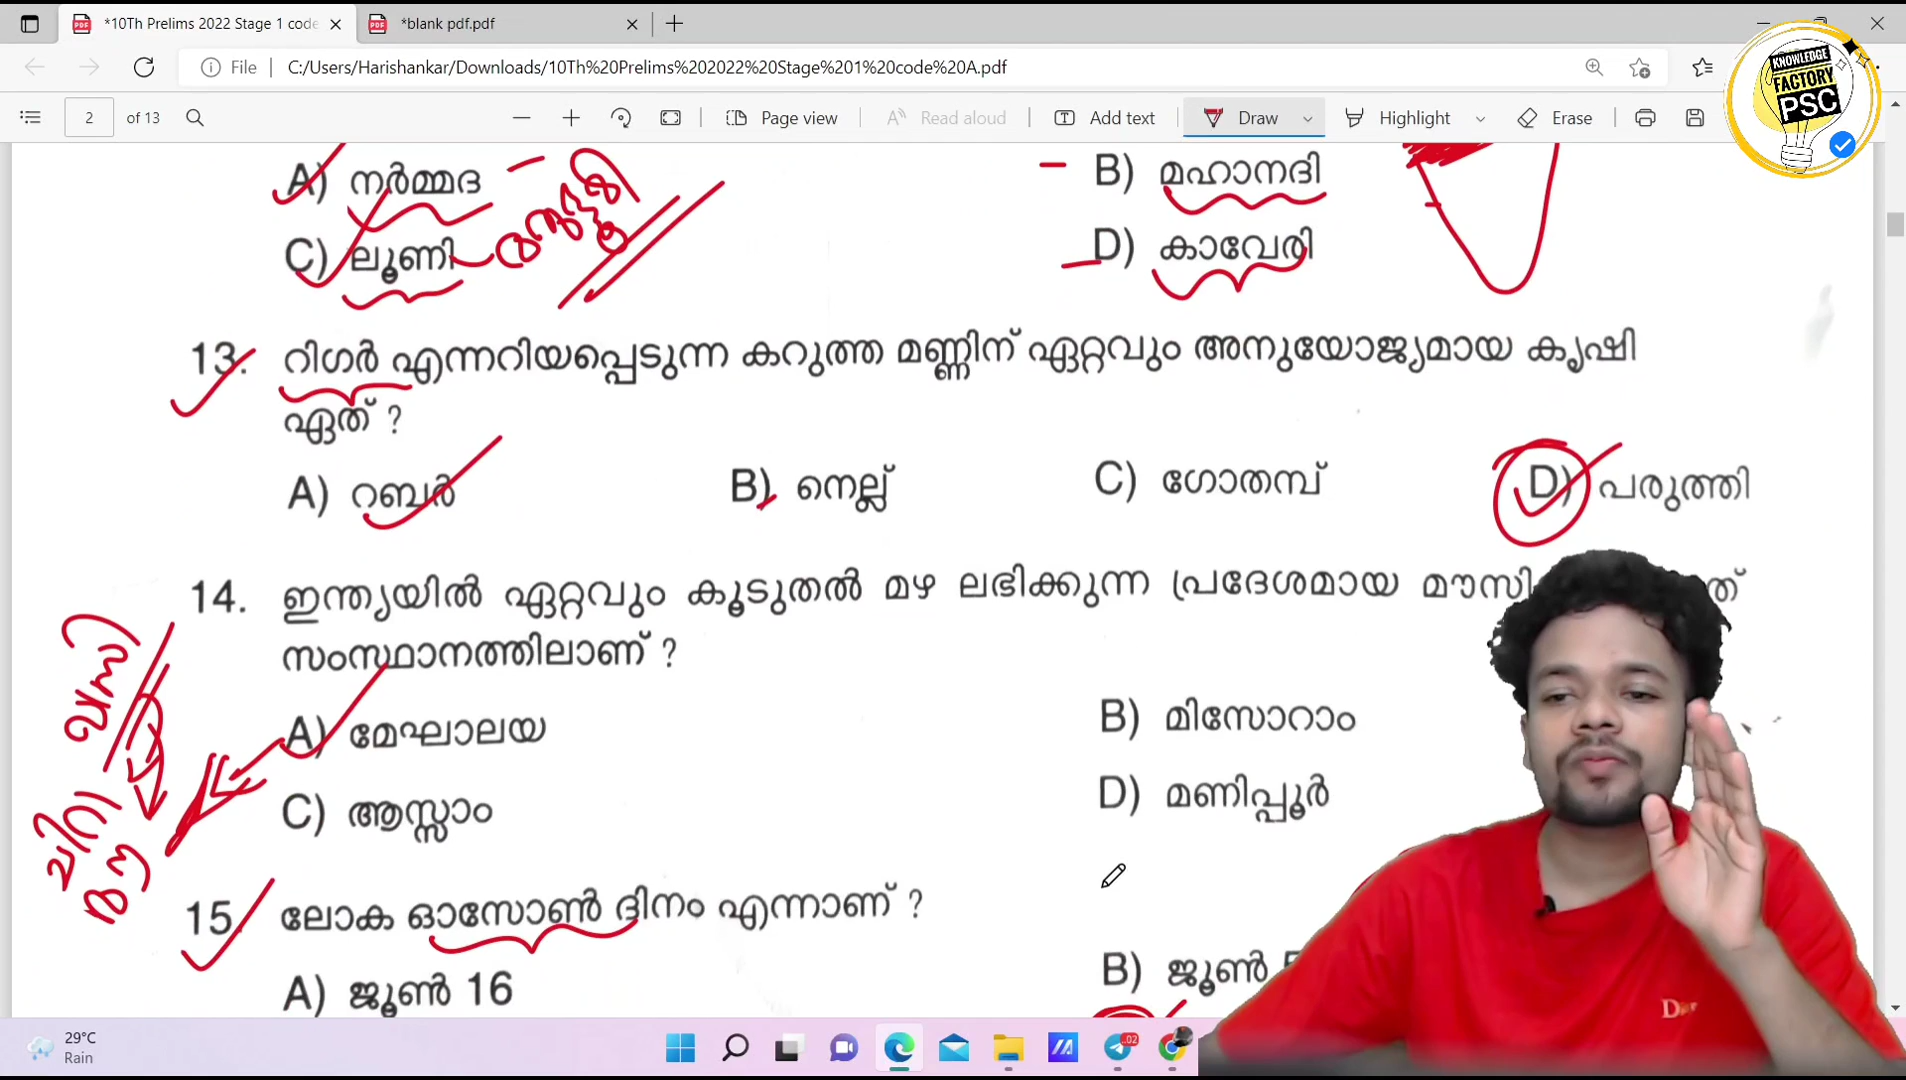 *10Th Prelims 2022 Stage 1 code
*blank pdf.pdf
File
C:/Users/Harishankar/Downloads/10Th%20Prelims%202022%20Stage%201%20code%20A.pdf
KNOWLEDGE
FACTORY
PSC
2 of 13
Page view
Read aloud
Add text
Draw
Highlight
Erase
A) നർമ്മദ
B) മഹാനദി
C) ലൂണി
D) കാവേരി
13. റിഗർ എന്നറിയപ്പെടുന്ന കറുത്ത മണ്ണിന് ഏറ്റവും അനുയോജ്യമായ കൃഷി
ഏത് ?
A) റബർ
B) നെല്ല്
C) ഗോതമ്പ്
D) പരുത്തി
14. ഇന്ത്യയിൽ ഏറ്റവും കൂടുതൽ മഴ ലഭിക്കുന്ന പ്രദേശമായ
സംസ്ഥാനത്തിലാണ് ?
A) മേഘാലയ
B) മിസോറാം
C) ആസ്സാം
D) മണിപ്പൂർ
15. ലോക ഓസോൺ ദിനം എന്നാണ് ?
A) ജൂൺ 16
B) ജൂൺ
29°C
Rain